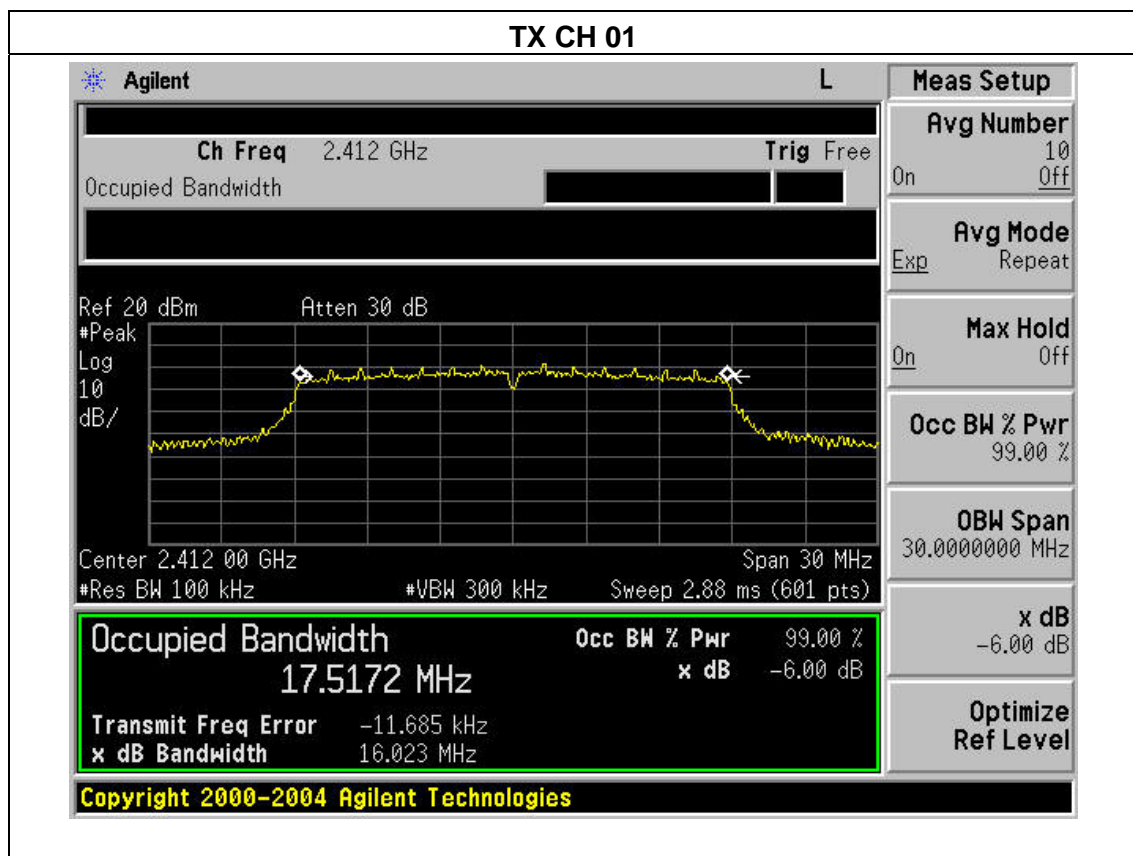 TX CH 01
Agilent L Meas Setup
Ch Freq 2.412 GHz Trig Free
Occupied Bandwidth
Avg Number
10
On Off
Avg Mode
Exp Repeat
Max Hold
On Off
Occ BW % Pwr
99.00 %
OBW Span
30.0000000 MHz
x dB
-6.00 dB
Optimize
Ref Level
Ref 20 dBm Atten 30 dB
#Peak
Log
10
dB/
Center 2.412 00 GHz Span 30 MHz
#Res BW 100 kHz #VBW 300 kHz Sweep 2.88 ms (601 pts)
Occupied Bandwidth Occ BW % Pwr 99.00 %
17.5172 MHz x dB -6.00 dB
Transmit Freq Error -11.685 kHz
x dB Bandwidth 16.023 MHz
Copyright 2000-2004 Agilent Technologies